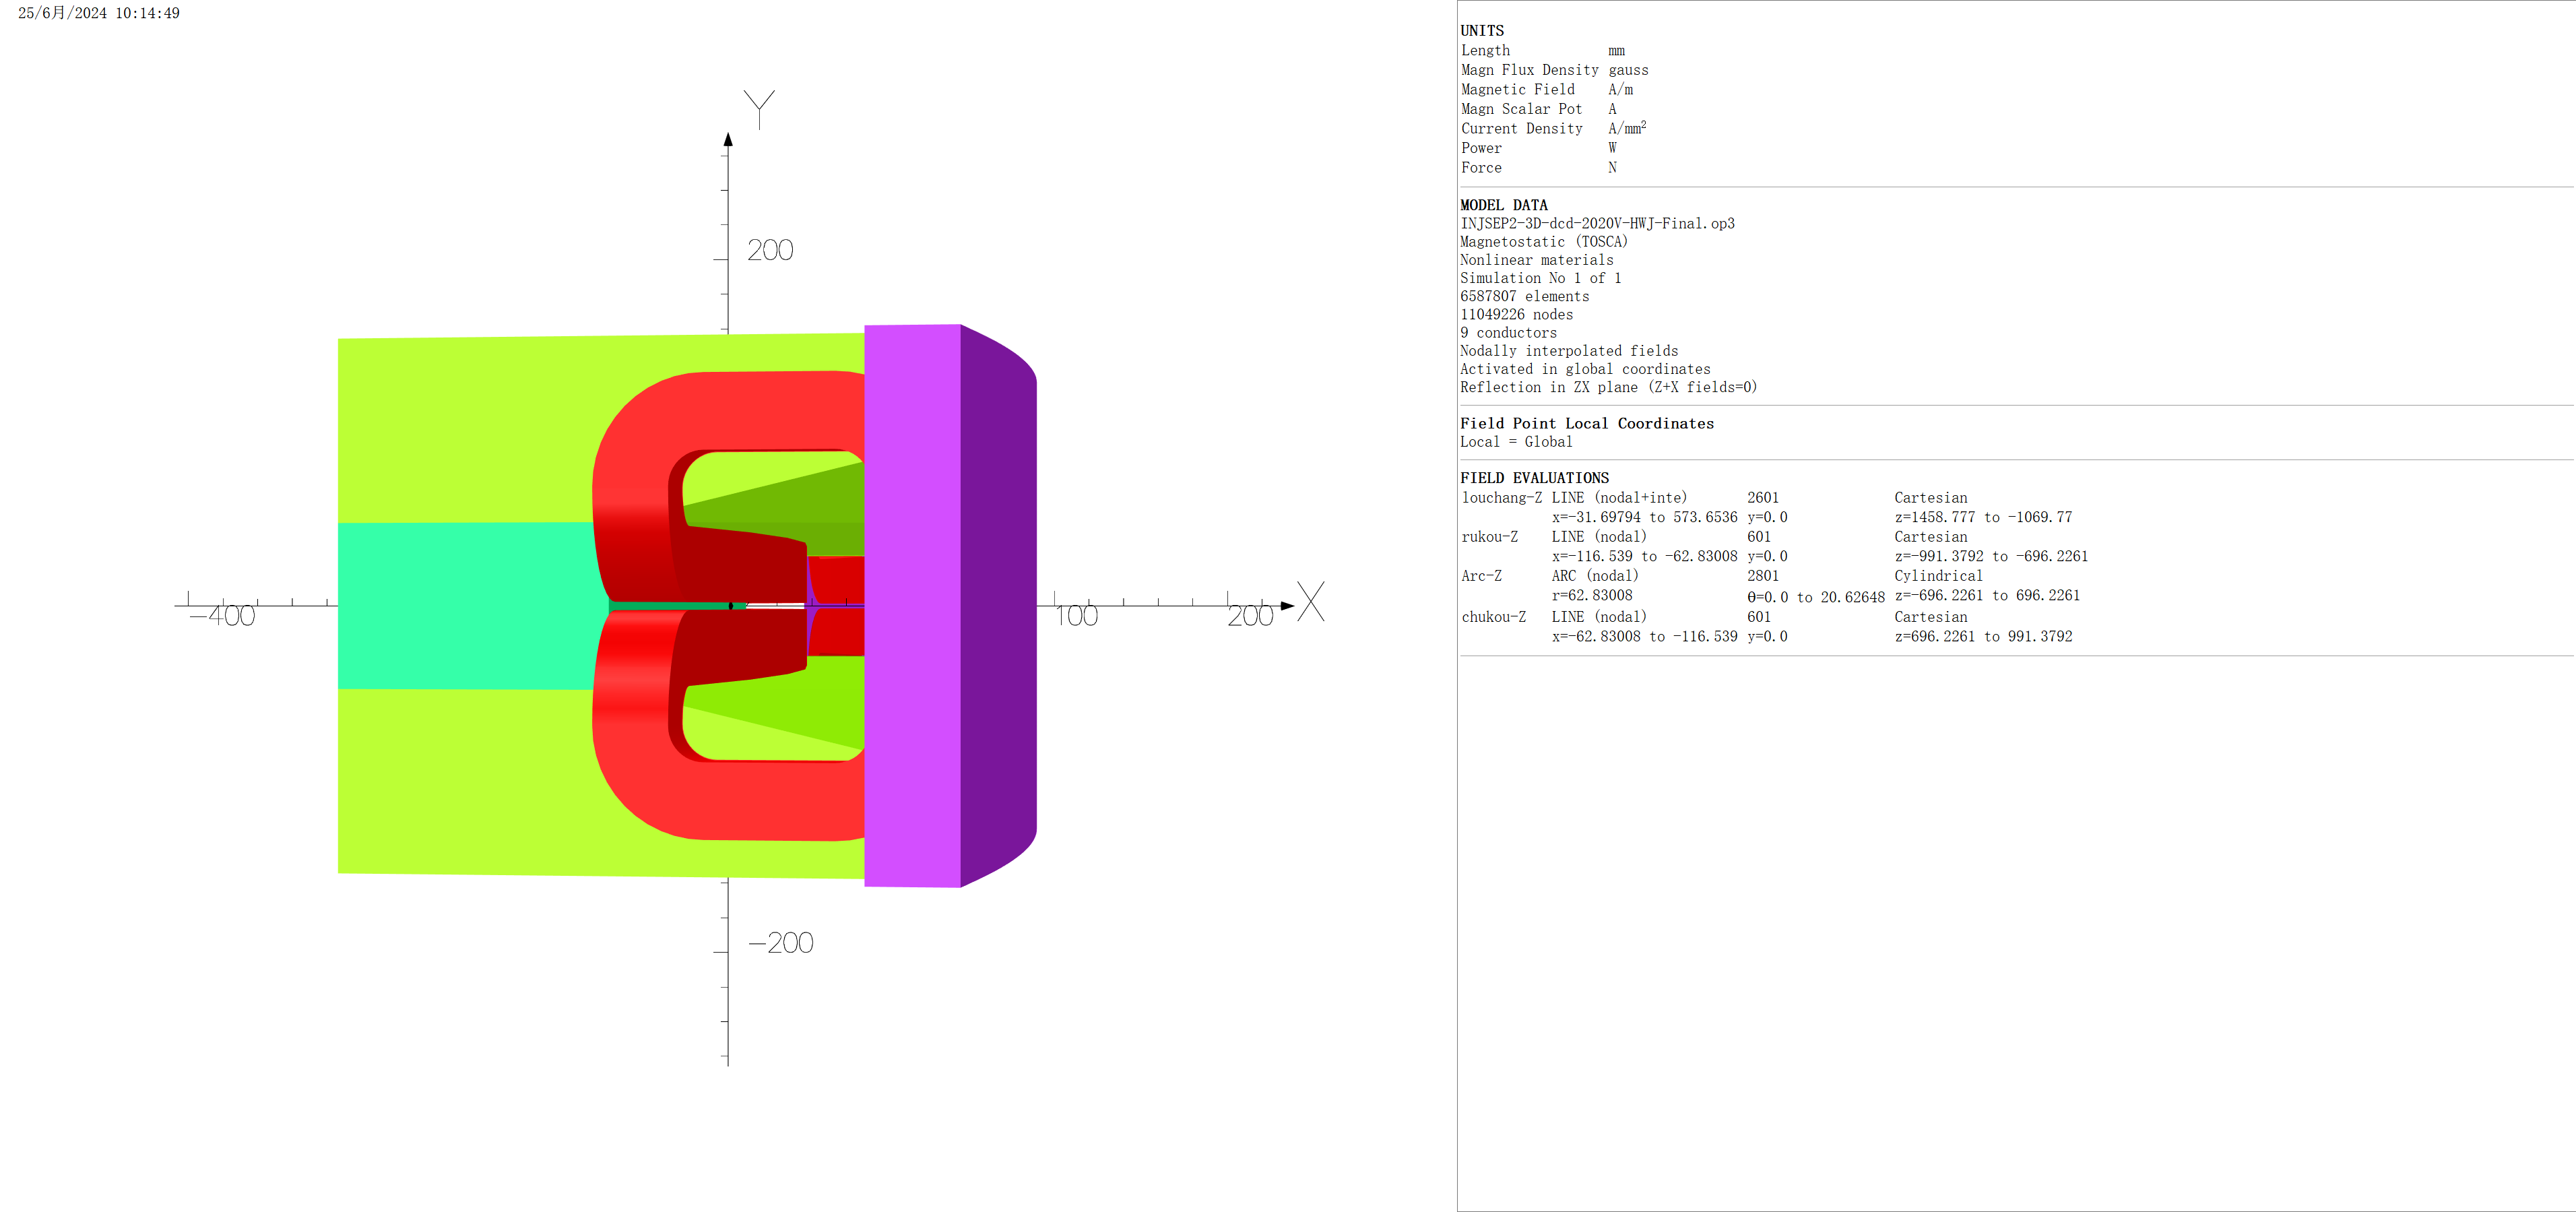 25/6月/2024 10:14:49
Y
200
X
-400
100
200
-200
UNITS
Length mm
Magn Flux Density gauss
Magnetic Field A/m
Magn Scalar Pot A
Current Density A/mm²
Power W
Force N
MODEL DATA
INJSEP2-3D-dcd-2020V-HWJ-Final.op3
Magnetostatic (TOSCA)
Nonlinear materials
Simulation No 1 of 1
6587807 elements
11049226 nodes
9 conductors
Nodally interpolated fields
Activated in global coordinates
Reflection in ZX plane (Z+X fields=0)
Field Point Local Coordinates
Local = Global
FIELD EVALUATIONS
louchang-Z LINE (nodal+inte) 2601 Cartesian
x=-31.69794 to 573.6536 y=0.0 z=1458.777 to -1069.77
rukou-Z LINE (nodal) 601 Cartesian
x=-116.539 to -62.83008 y=0.0 z=-991.3792 to -696.2261
Arc-Z ARC (nodal) 2801 Cylindrical
r=62.83008 θ=0.0 to 20.62648 z=-696.2261 to 696.2261
chukou-Z LINE (nodal) 601 Cartesian
x=-62.83008 to -116.539 y=0.0 z=696.2261 to 991.3792